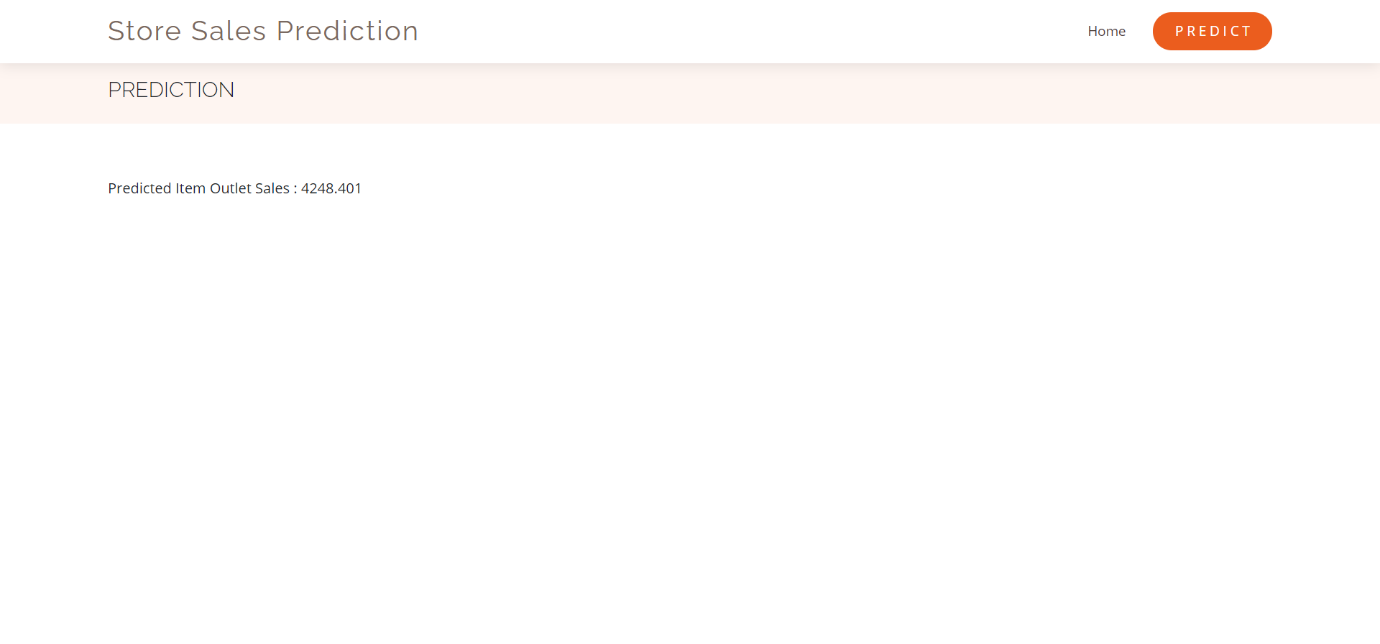 Store Sales Prediction
Home
PREDICT
PREDICTION
Predicted Item Outlet Sales : 4248.401